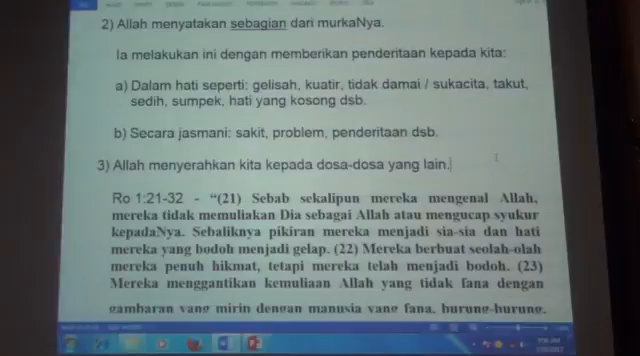 2) Allah menyatakan sebagian dari murkaNya.
Ia melakukan ini dengan memberikan penderitaan kepada kita:
a) Dalam hati seperti: gelisah, kuatir, tidak damai / sukacita, takut,
sedih, sumpek, hati yang kosong dsb.
b) Secara jasmani: sakit, problem, penderitaan dsb.
3) Allah menyerahkan kita kepada dosa-dosa yang lain.
Ro 1:21-32 - “(21) Sebab sekalipun mereka mengenal Allah,
mereka tidak memuliakan Dia sebagai Allah atau mengucap syukur
kepadaNya. Sebaliknya pikiran mereka menjadi sia-sia dan hati
mereka yang bodoh menjadi gelap. (22) Mereka berbuat seolah-olah
mereka penuh hikmat, tetapi mereka telah menjadi bodoh. (23)
Mereka menggantikan kemuliaan Allah yang tidak fana dengan
gambaran yang mirip dengan manusia yang fana, burung-burung,